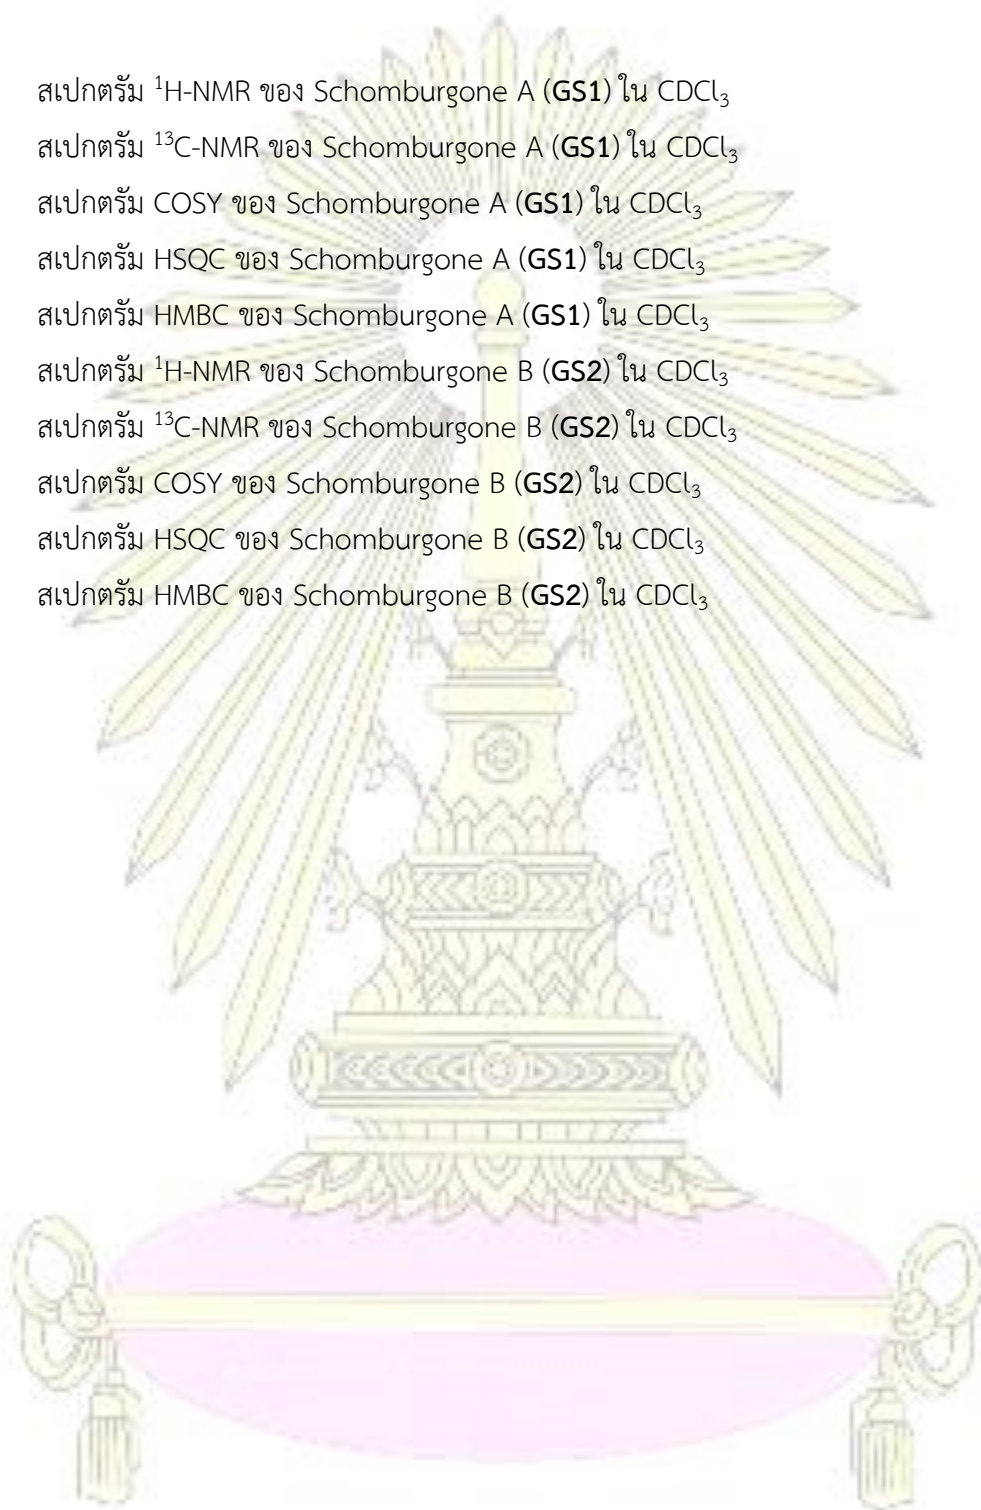 สเปกตรัม ¹H-NMR ของ Schomburgone A (GS1) ใน CDCl₃
สเปกตรัม ¹³C-NMR ของ Schomburgone A (GS1) ใน CDCl₃
สเปกตรัม COSY ของ Schomburgone A (GS1) ใน CDCl₃
สเปกตรัม HSQC ของ Schomburgone A (GS1) ใน CDCl₃
สเปกตรัม HMBC ของ Schomburgone A (GS1) ใน CDCl₃
สเปกตรัม ¹H-NMR ของ Schomburgone B (GS2) ใน CDCl₃
สเปกตรัม ¹³C-NMR ของ Schomburgone B (GS2) ใน CDCl₃
สเปกตรัม COSY ของ Schomburgone B (GS2) ใน CDCl₃
สเปกตรัม HSQC ของ Schomburgone B (GS2) ใน CDCl₃
สเปกตรัม HMBC ของ Schomburgone B (GS2) ใน CDCl₃